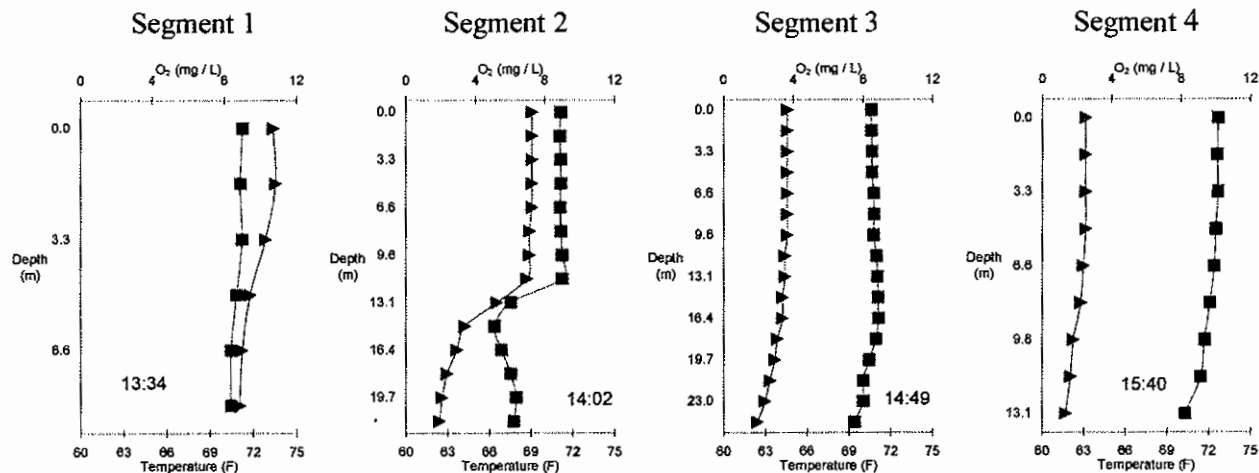 Segment 1 Segment 2 Segment 3 Segment 4
O₂ (mg / L) O₂ (mg / L) O₂ (mg / L) O₂ (mg / L)
0 4 8 12 0 4 8 12 0 4 8 12 0 4 8 12
0.0
3.3
Depth
(m)
6.6
13:34
60 63 66 69 72 75
Temperature (F)
0.0
3.3
6.6
Depth
(m)
9.8
13.1
16.4
19.7
14:02
60 63 66 69 72 75
Temperature (F)
0.0
3.3
6.6
9.8
Depth
(m)
13.1
16.4
19.7
23.0
14:49
60 63 66 69 72 75
Temperature (F)
0.0
3.3
Depth
(m)
6.6
9.8
15:40
13.1
60 63 66 69 72 75
Temperature (F)